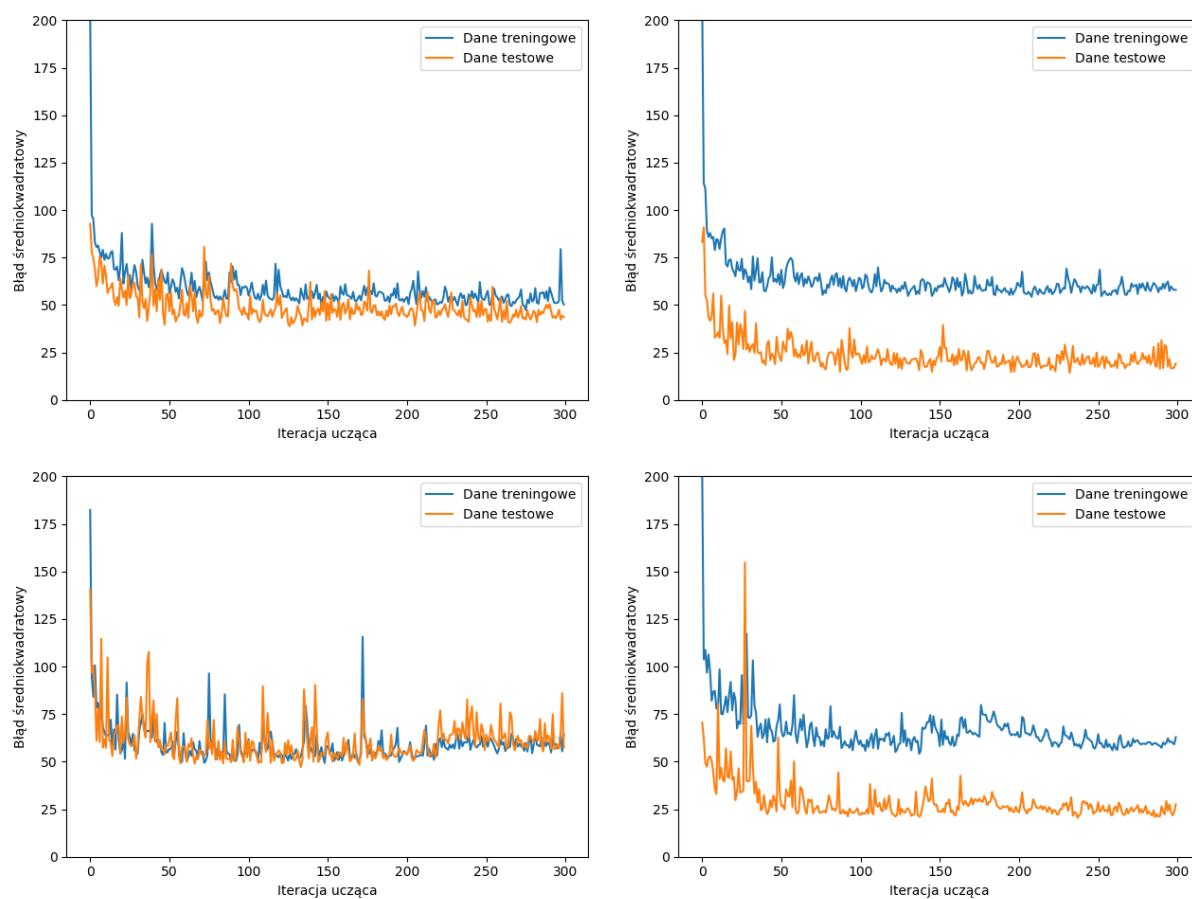 200
175
150
125
100
75
50
25
0
Błąd średniokwadratowy
Dane treningowe
Dane testowe
0 50 100 150 200 250 300
Iteracja ucząca
200
175
150
125
100
75
50
25
0
Błąd średniokwadratowy
Dane treningowe
Dane testowe
0 50 100 150 200 250 300
Iteracja ucząca
200
175
150
125
100
75
50
25
0
Błąd średniokwadratowy
Dane treningowe
Dane testowe
0 50 100 150 200 250 300
Iteracja ucząca
200
175
150
125
100
75
50
25
0
Błąd średniokwadratowy
Dane treningowe
Dane testowe
0 50 100 150 200 250 300
Iteracja ucząca